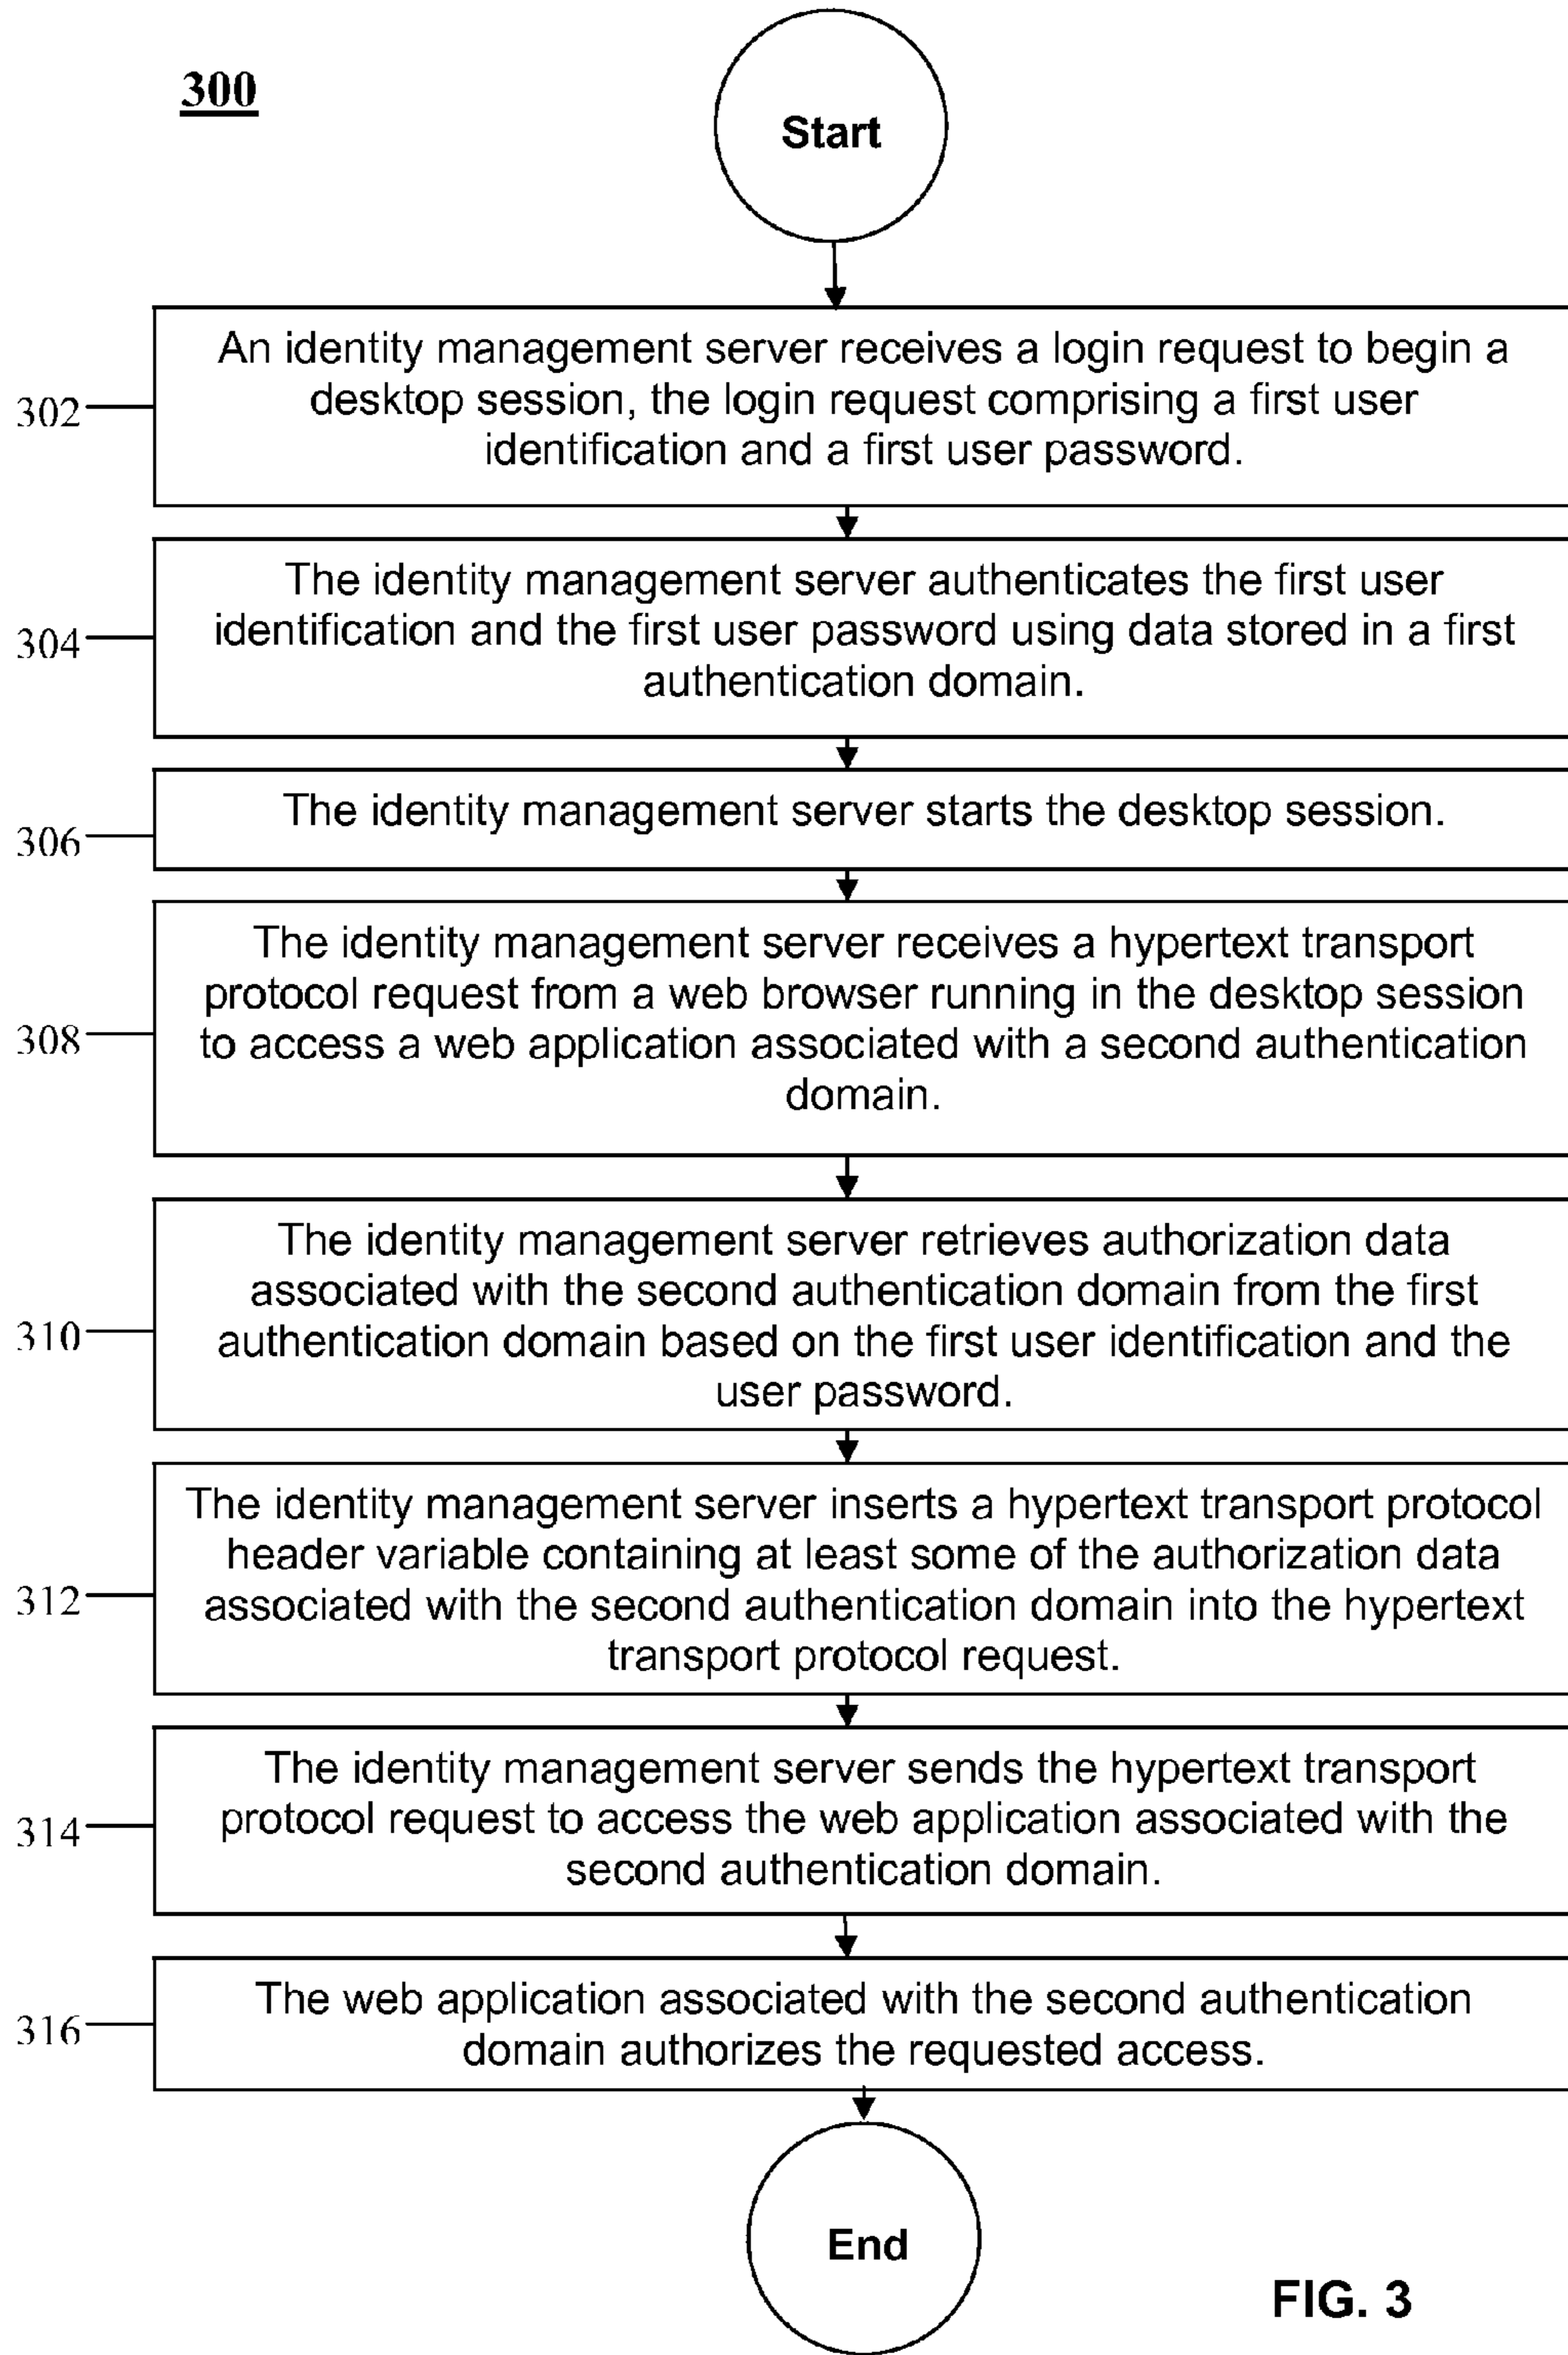 300
Start
302
An identity management server receives a login request to begin a
desktop session, the login request comprising a first user
identification and a first user password.
304
The identity management server authenticates the first user
identification and the first user password using data stored in a first
authentication domain.
306
The identity management server starts the desktop session.
308
The identity management server receives a hypertext transport
protocol request from a web browser running in the desktop session
to access a web application associated with a second authentication
domain.
310
The identity management server retrieves authorization data
associated with the second authentication domain from the first
authentication domain based on the first user identification and the
user password.
312
The identity management server inserts a hypertext transport protocol
header variable containing at least some of the authorization data
associated with the second authentication domain into the hypertext
transport protocol request.
314
The identity management server sends the hypertext transport
protocol request to access the web application associated with the
second authentication domain.
316
The web application associated with the second authentication
domain authorizes the requested access.
End
FIG. 3